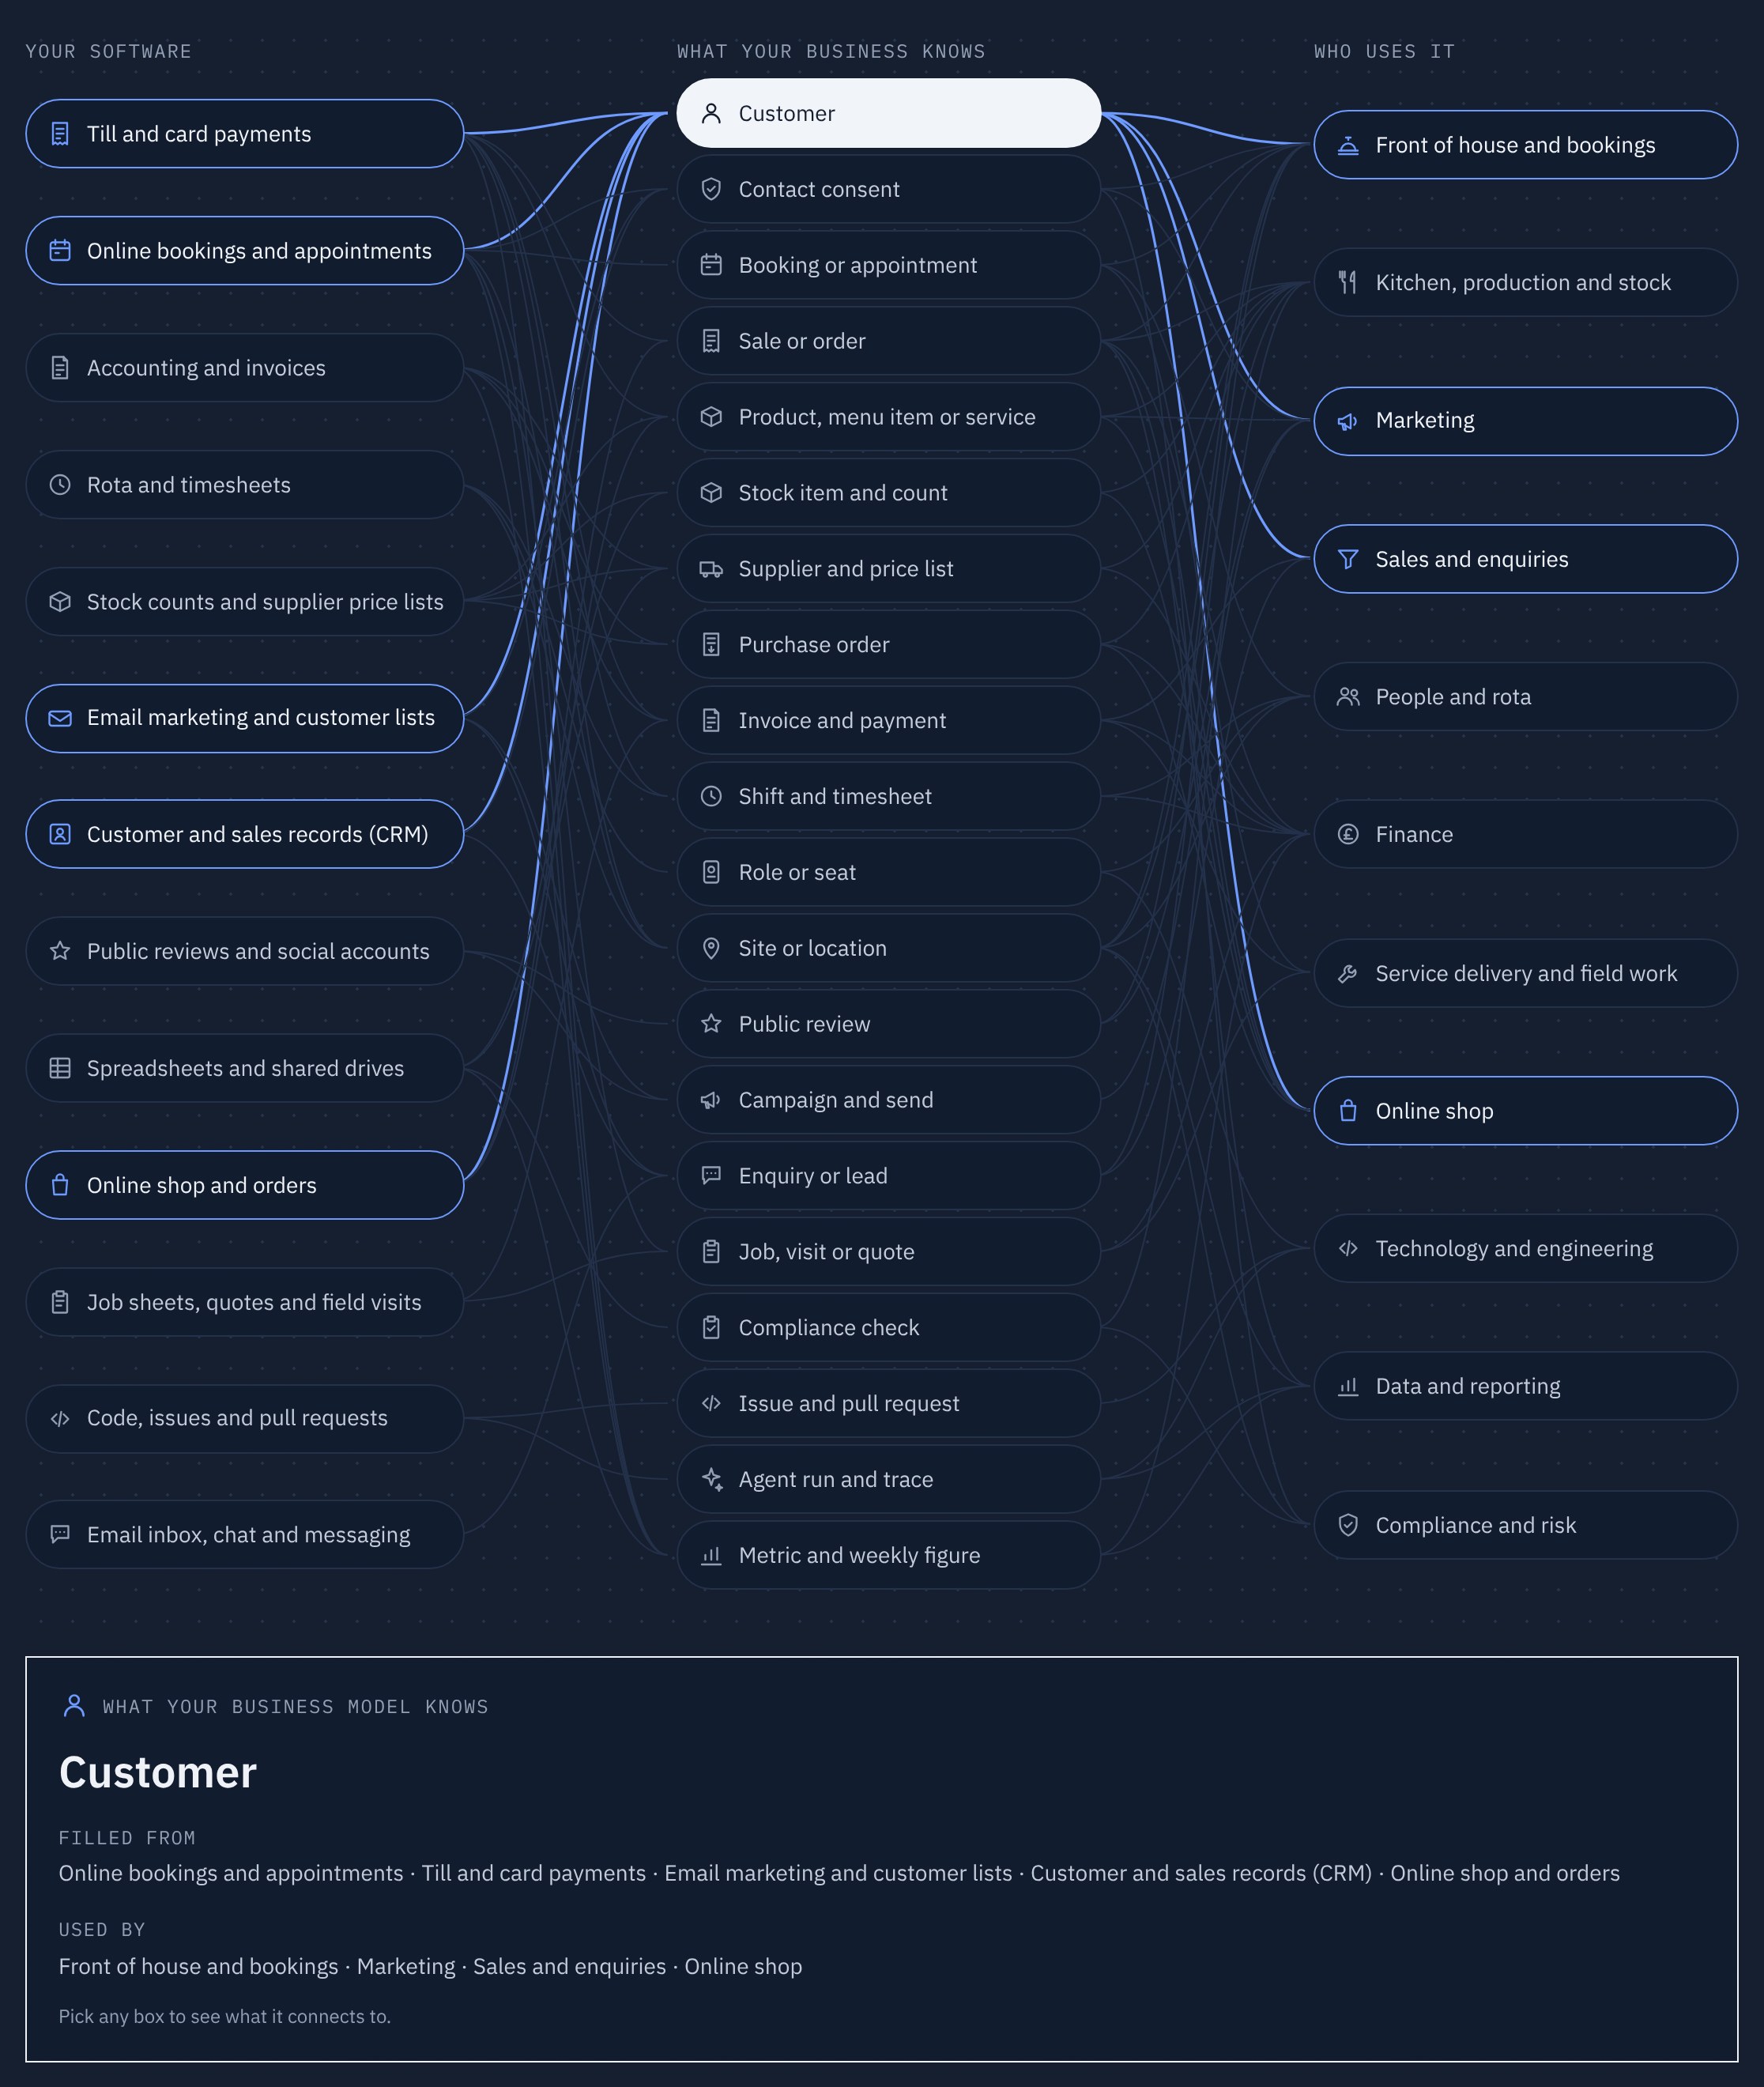 YOUR SOFTWARE
Till and card payments
Online bookings and appointments
Accounting and invoices
Rota and timesheets
Stock counts and supplier price lists
Email marketing and customer lists
Customer and sales records (CRM)
Public reviews and social accounts
Spreadsheets and shared drives
Online shop and orders
Job sheets, quotes and field visits
Code, issues and pull requests
Email inbox, chat and messaging
WHAT YOUR BUSINESS KNOWS
Customer
Contact consent
Booking or appointment
Sale or order
Product, menu item or service
Stock item and count
Supplier and price list
Purchase order
Invoice and payment
Shift and timesheet
Role or seat
Site or location
Public review
Campaign and send
Enquiry or lead
Job, visit or quote
Compliance check
Issue and pull request
Agent run and trace
Metric and weekly figure
WHO USES IT
Front of house and bookings
Kitchen, production and stock
Marketing
Sales and enquiries
People and rota
Finance
Service delivery and field work
Online shop
Technology and engineering
Data and reporting
Compliance and risk
WHAT YOUR BUSINESS MODEL KNOWS
Customer
FILLED FROM
Online bookings and appointments · Till and card payments · Email marketing and customer lists · Customer and sales records (CRM) · Online shop and orders
USED BY
Front of house and bookings · Marketing · Sales and enquiries · Online shop
Pick any box to see what it connects to.